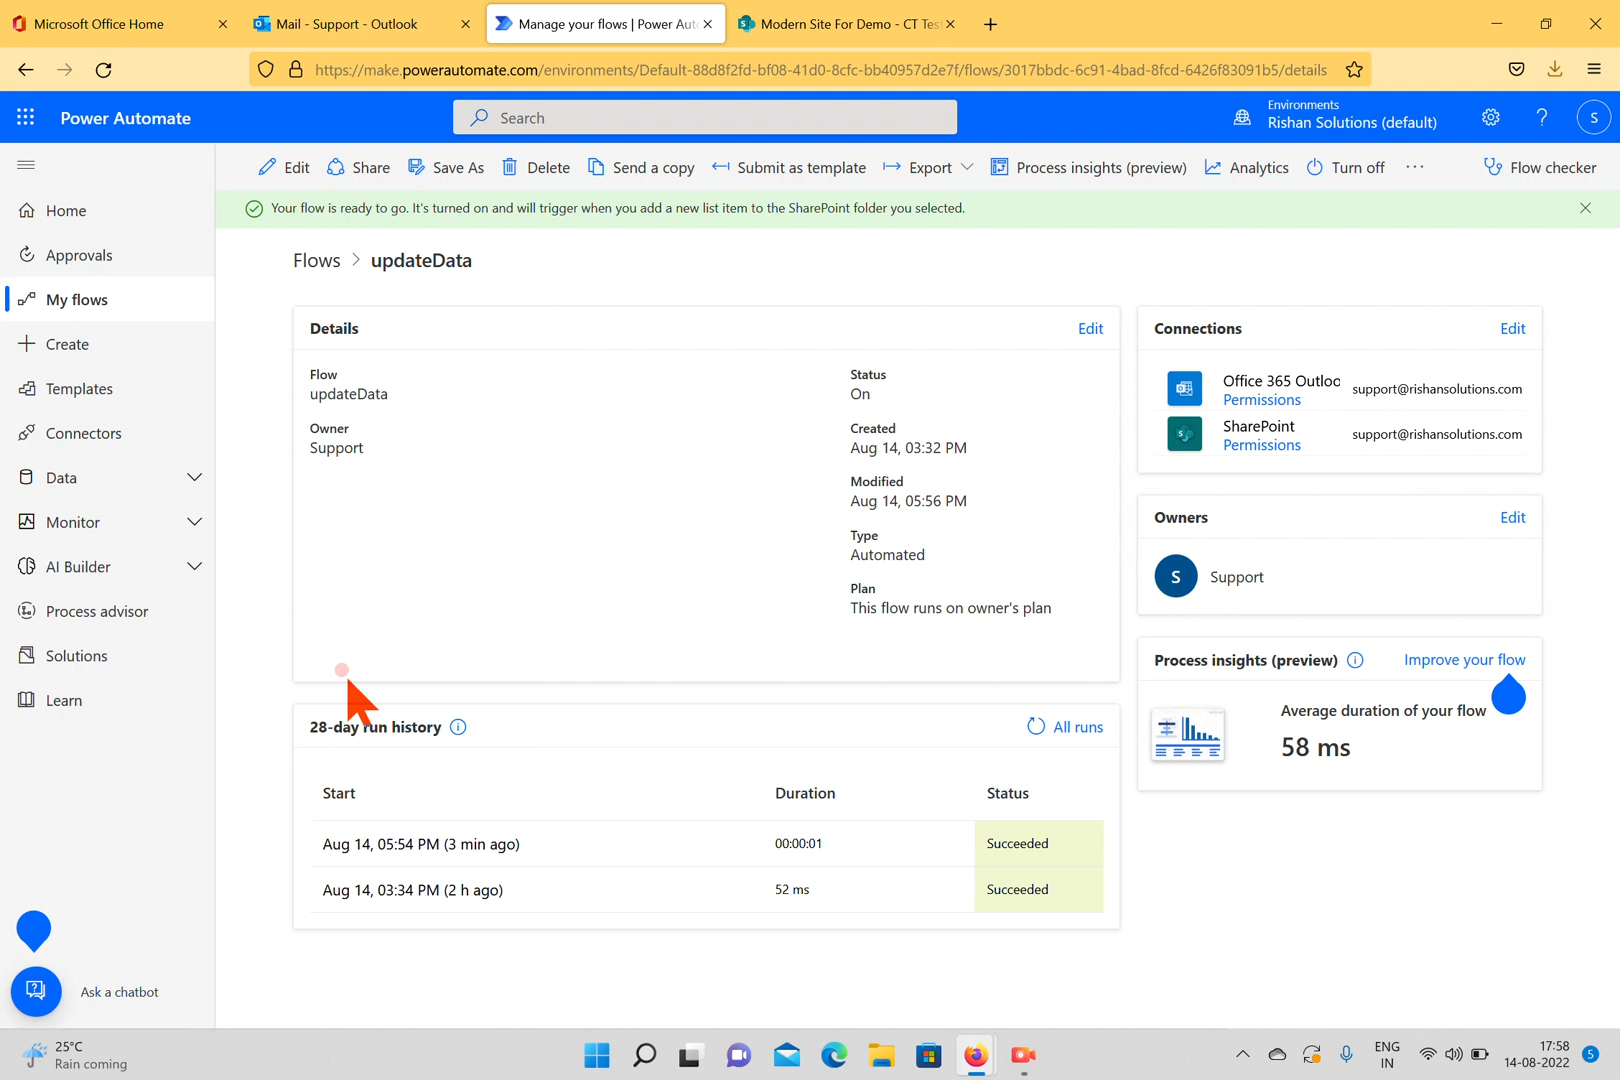 Microsoft Office Home
Mail - Support - Outlook
Manage your flows | Power Auto
Modern Site For Demo - CT Tes
https://make.powerautomate.com/environments/Default-88d8f2fd-bf08-41d0-8cfc-bb40957d2e7f/flows/3017bbdc-6c91-4bad-8fcd-6426f83091b5/details
Power Automate
Search
Environments
Rishan Solutions (default)
S
Edit
Share
Save As
Delete
Send a copy
Submit as template
Export
Process insights (preview)
Analytics
Turn off
Flow checker
Your flow is ready to go. It's turned on and will trigger when you add a new list item to the SharePoint folder you selected.
Home
Approvals
My flows
Create
Templates
Connectors
Data
Monitor
AI Builder
Process advisor
Solutions
Learn
Ask a chatbot
Flows > updateData
Details
Edit
Flow
updateData
Owner
Support
Status
On
Created
Aug 14, 03:32 PM
Modified
Aug 14, 05:56 PM
Type
Automated
Plan
This flow runs on owner's plan
28-day run history
All runs
Start Duration Status
Aug 14, 05:54 PM (3 min ago) 00:00:01 Succeeded
Aug 14, 03:34 PM (2 h ago) 52 ms Succeeded
Connections
Edit
Office 365 Outloo
Permissions
support@rishansolutions.com
SharePoint
Permissions
support@rishansolutions.com
Owners
Edit
S
Support
Process insights (preview)
Improve your flow
Average duration of your flow
58 ms
25°C
Rain coming
ENG
IN
17:58
14-08-2022
5